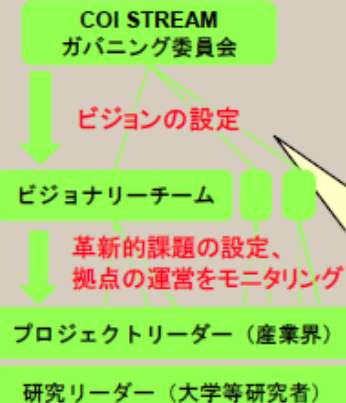 COI STREAM
ガバニング委員会
ビジョンの設定
ビジョナリーチーム
革新的課題の設定、
拠点の運営をモニタリング
プロジェクトリーダー（産業界）
研究リーダー（大学等研究者）